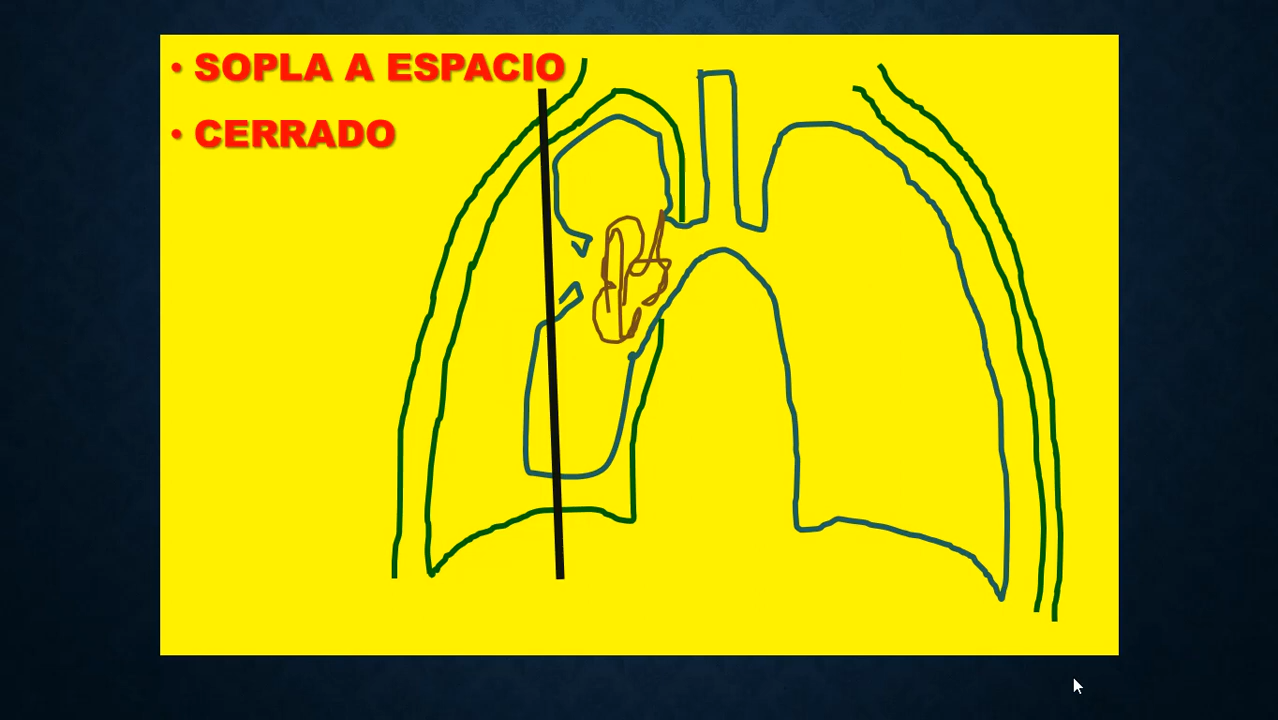 • SOPLA A ESPACIO
• CERRADO